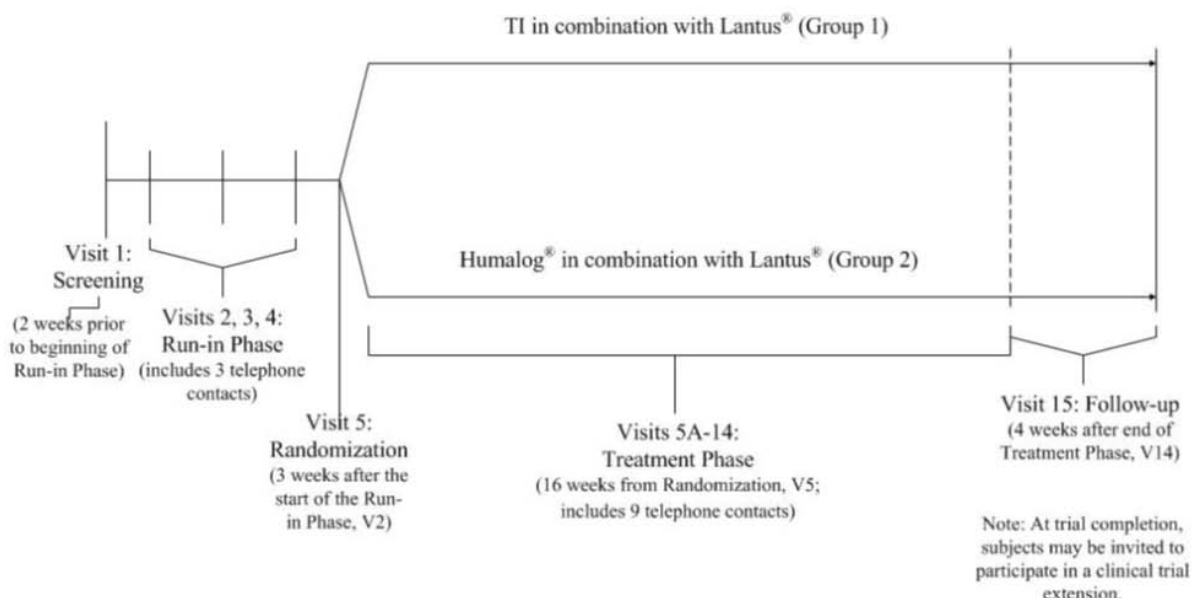 TI in combination with Lantus® (Group 1)
Humalog® in combination with Lantus® (Group 2)
Visit 1:
Screening
(2 weeks prior
to beginning of
Run-in Phase)
Visits 2, 3, 4:
Run-in Phase
(includes 3 telephone
contacts)
Visit 5:
Randomization
(3 weeks after the
start of the Run-
in Phase, V2)
Visits 5A-14:
Treatment Phase
(16 weeks from Randomization, V5;
includes 9 telephone contacts)
Visit 15: Follow-up
(4 weeks after end of
Treatment Phase, V14)
Note: At trial completion,
subjects may be invited to
participate in a clinical trial
extension.